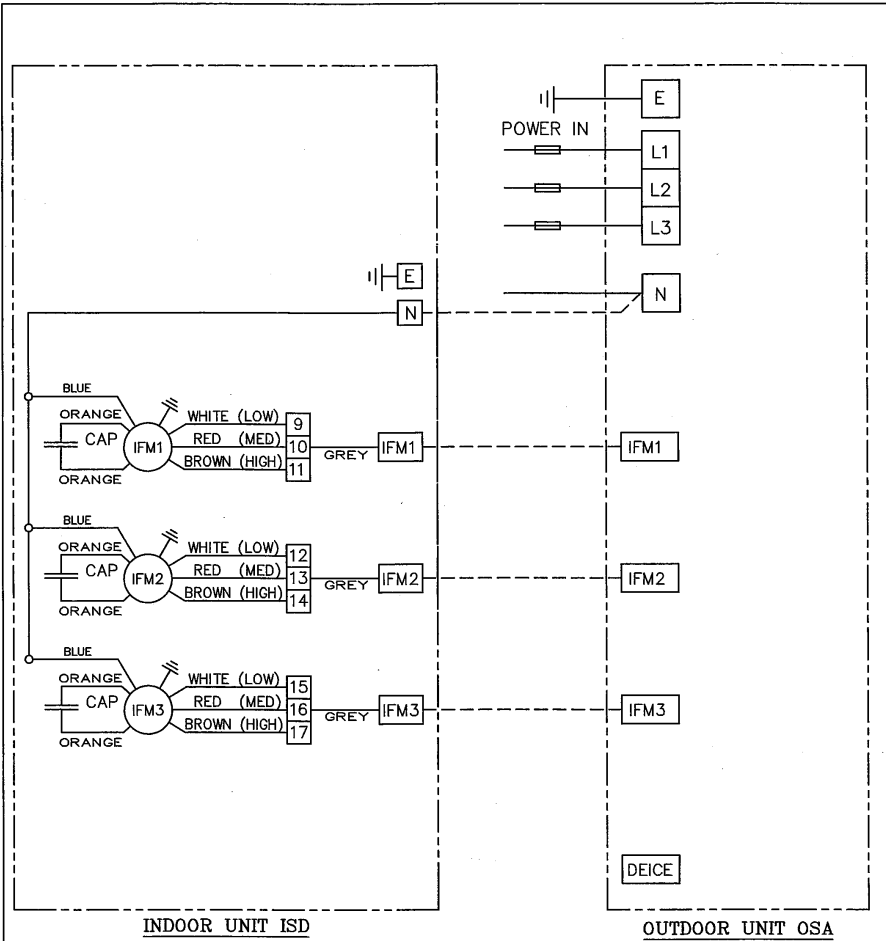 E
POWER IN
L1
L2
L3
E
N
N
BLUE
ORANGE
WHITE (LOW)
9
CAP
IFM1
RED (MED)
10
GREY
IFM1
IFM1
BROWN (HIGH)
11
ORANGE
BLUE
ORANGE
WHITE (LOW)
12
CAP
IFM2
RED (MED)
13
GREY
IFM2
IFM2
BROWN (HIGH)
14
ORANGE
BLUE
ORANGE
WHITE (LOW)
15
CAP
IFM3
RED (MED)
16
GREY
IFM3
IFM3
BROWN (HIGH)
17
ORANGE
DEICE
INDOOR UNIT ISD
OUTDOOR UNIT OSA